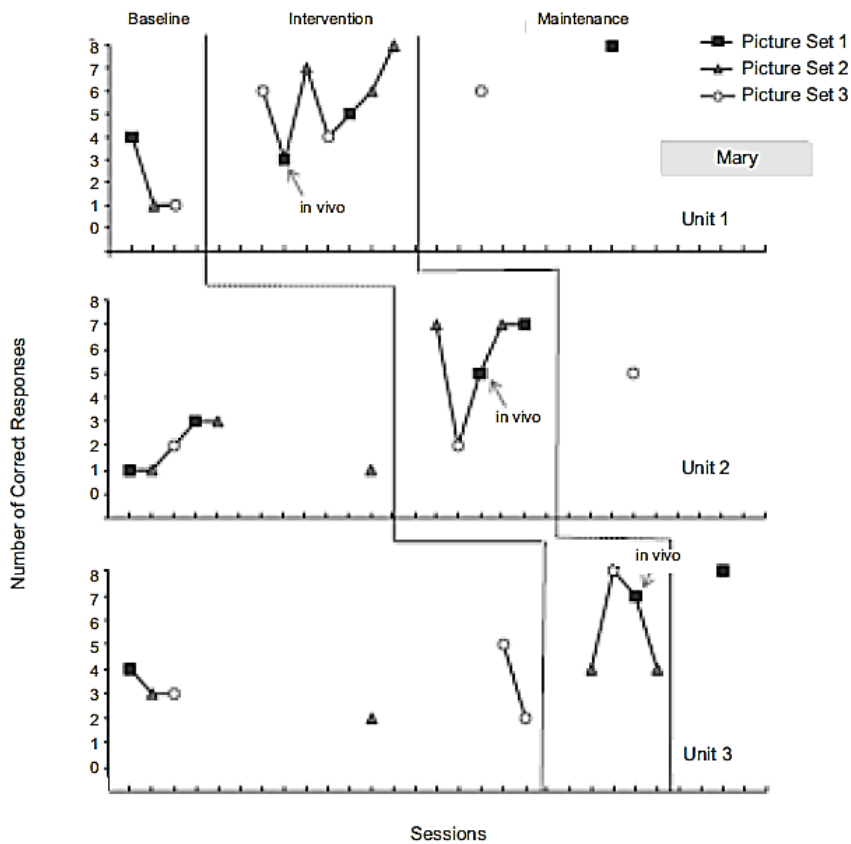 Baseline
Intervention
Maintenance
Picture Set 1
Picture Set 2
Picture Set 3
Mary
8
7
6
5
4
3
2
1
0
in vivo
Unit 1
8
7
6
5
4
3
2
1
0
in vivo
Unit 2
8
7
6
5
4
3
2
1
0
in vivo
Unit 3
Number of Correct Responses
Sessions